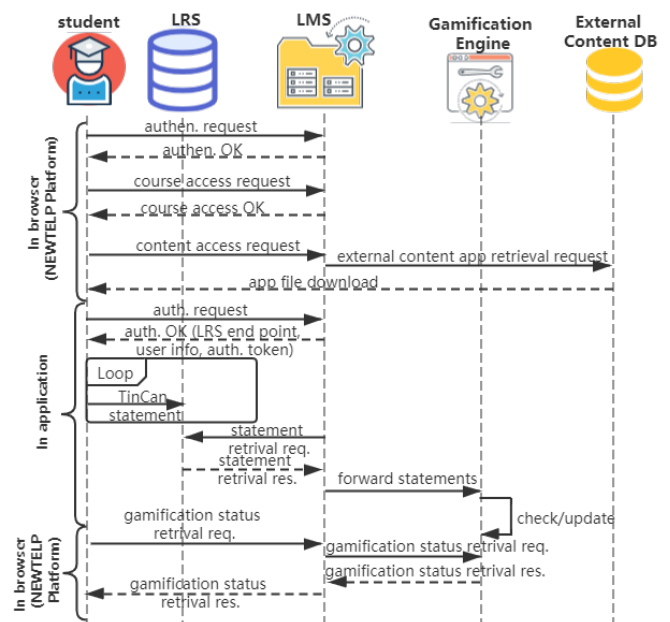 student
LRS
LMS
Gamification
Engine
External
Content DB
In browser
(NEWTELP Platform)
authen. request
authen. OK
course access request
course access OK
content access request
external content app retrieval request
app file download
In application
auth. request
auth. OK (LRS end point,
user info, auth. token)
Loop
TinCan
statement
statement
retrival req.
statement
retrival res.
forward statements
check/update
In browser
(NEWTELP
Platform)
gamification status
retrival req.
gamification status retrival req.
gamification status retrival res.
gamification status
retrival res.